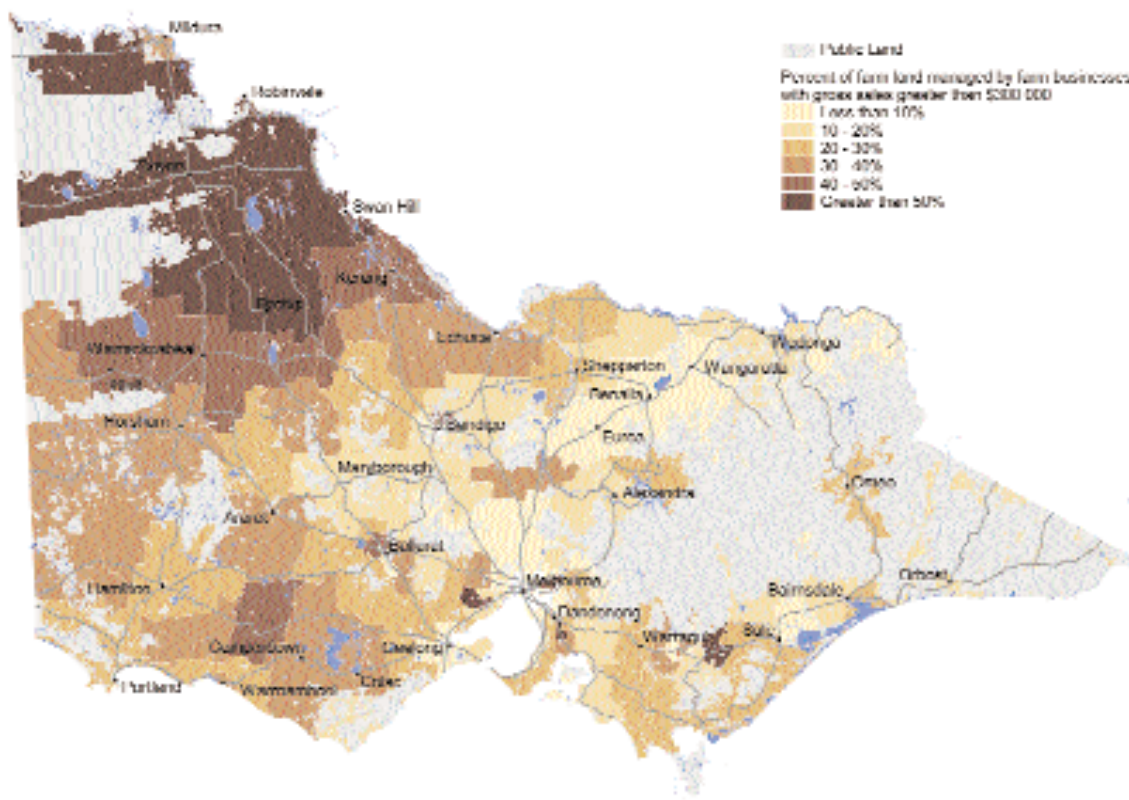 Mildura
Public Land
Percent of farm land managed by farm businesses
with gross sales greater than $300 000
Less than 10%
10 - 20%
20 - 30%
30 - 40%
40 - 50%
Greater than 50%
Robinvale
Ouyen
Swan Hill
Kerang
Birchip
Echuca
Wodonga
Warracknabeal
Shepparton
Wangaratta
Benalla
Horsham
Bendigo
Euroa
Maryborough
Alexandra
Omeo
Ararat
Ballarat
Hamilton
Melbourne
Orbost
Bairnsdale
Dandenong
Warragul
Sale
Camperdown
Geelong
Colac
Portland
Warrnambool